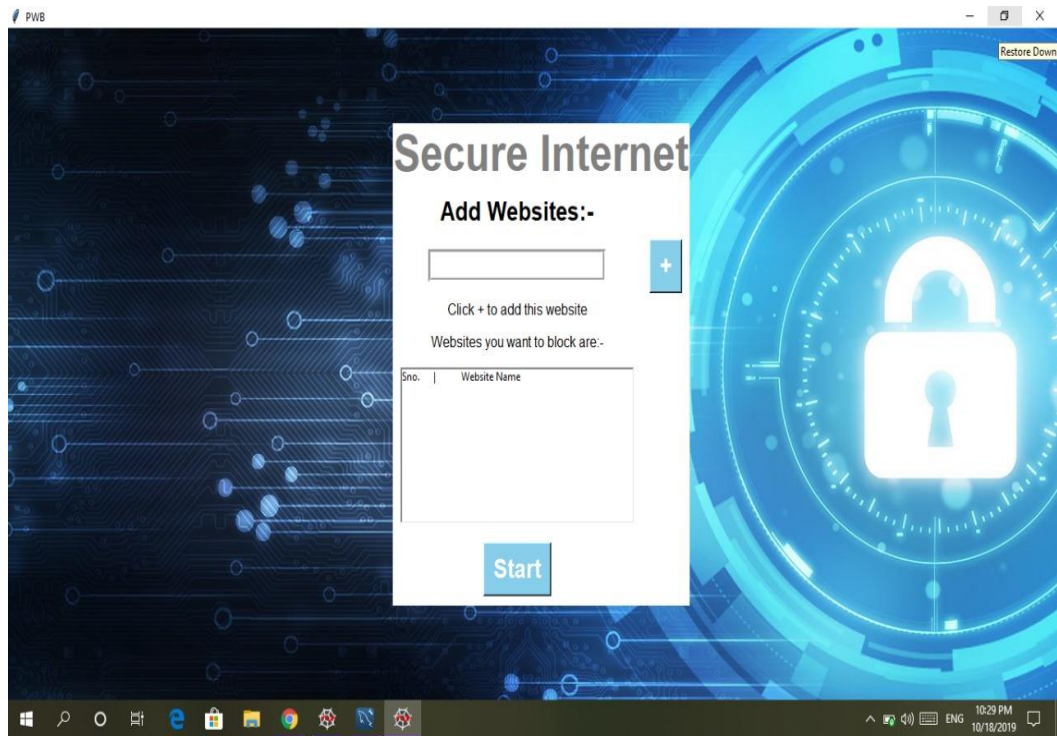 PWB
Restore Down
Secure Internet
Add Websites:-
+
Click + to add this website
Websites you want to block are:-
Sno. | Website Name
Start
ENG
10:29 PM
10/18/2019